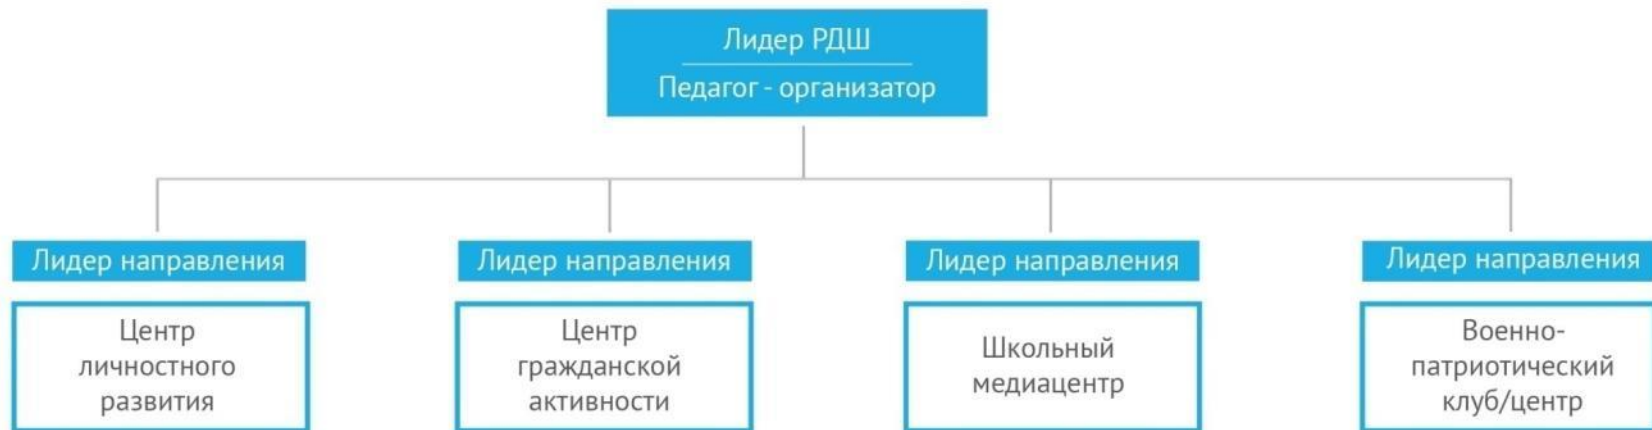 Лидер РДШ
Педагог - организатор
Лидер направления
Центр
личностного
развития
Лидер направления
Центр
гражданской
активности
Лидер направления
Школьный
медиацентр
Лидер направления
Военно-
патриотический
клуб/центр